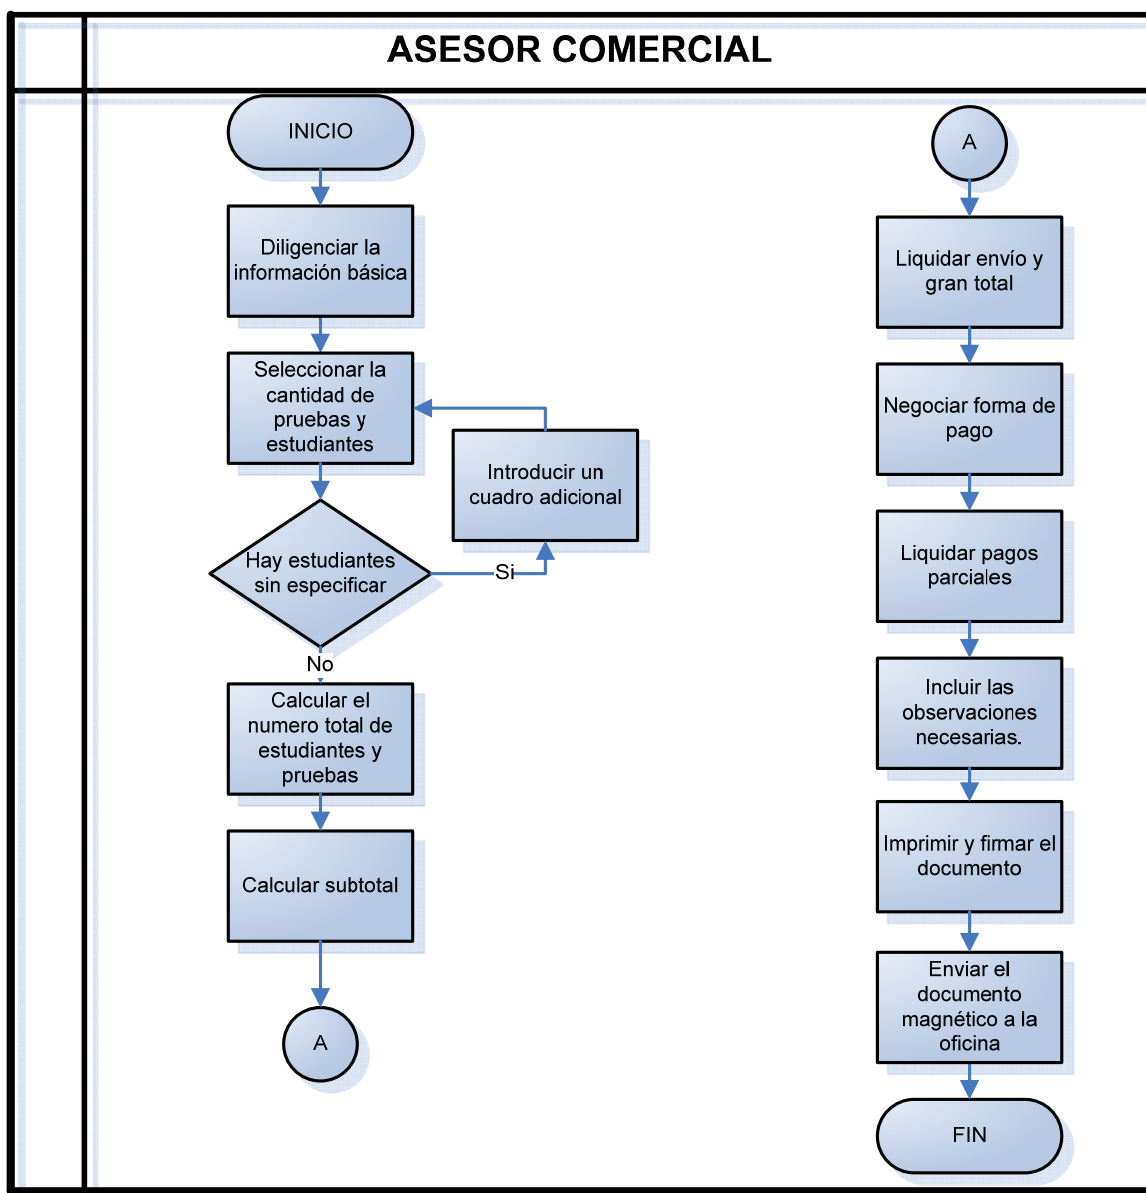 ASESOR COMERCIAL
INICIO
Diligenciar la
información básica
Seleccionar la
cantidad de
pruebas y
estudiantes
Introducir un
cuadro adicional
Hay estudiantes
sin especificar
Si
No
Calcular el
numero total de
estudiantes y
pruebas
Calcular subtotal
A
A
Liquidar envío y
gran total
Negociar forma de
pago
Liquidar pagos
parciales
Incluir las
observaciones
necesarias.
Imprimir y firmar el
documento
Enviar el
documento
magnético a la
oficina
FIN